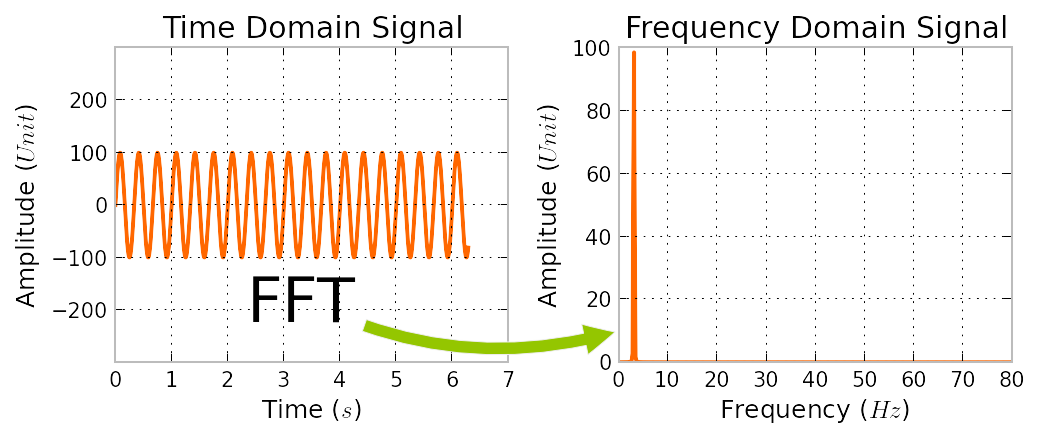 Time Domain Signal
Amplitude (Unit)
200
100
0
−100
−200
FFT
0 1 2 3 4 5 6 7
Time (s)
Frequency Domain Signal
Amplitude (Unit)
100
80
60
40
20
0
0 10 20 30 40 50 60 70 80
Frequency (Hz)